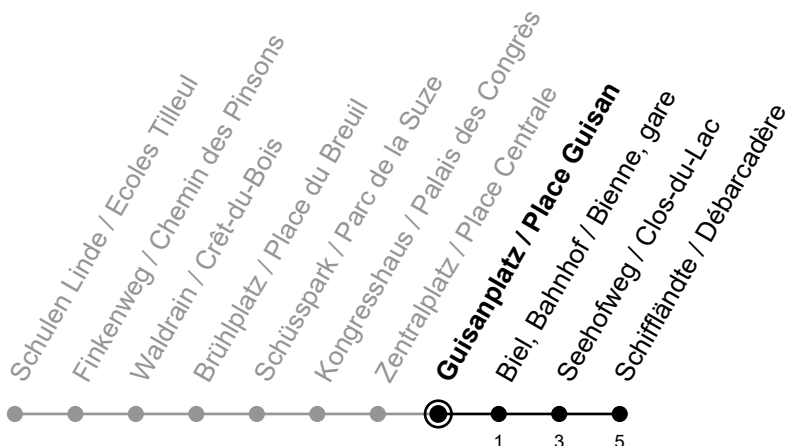 Schulen Linde / Ecoles Tilleul
Finkenweg / Chemin des Pinsons
Waldrain / Crêt-du-Bois
Brühlplatz / Place du Breuil
Schüsspark / Parc de la Suze
Kongresshaus / Palais des Congrès
Zentralplatz / Place Centrale
Guisanplatz / Place Guisan
Biel, Bahnhof / Bienne, gare
Seehofweg / Clos-du-Lac
Schiffländte / Débarcadère
1 3 5